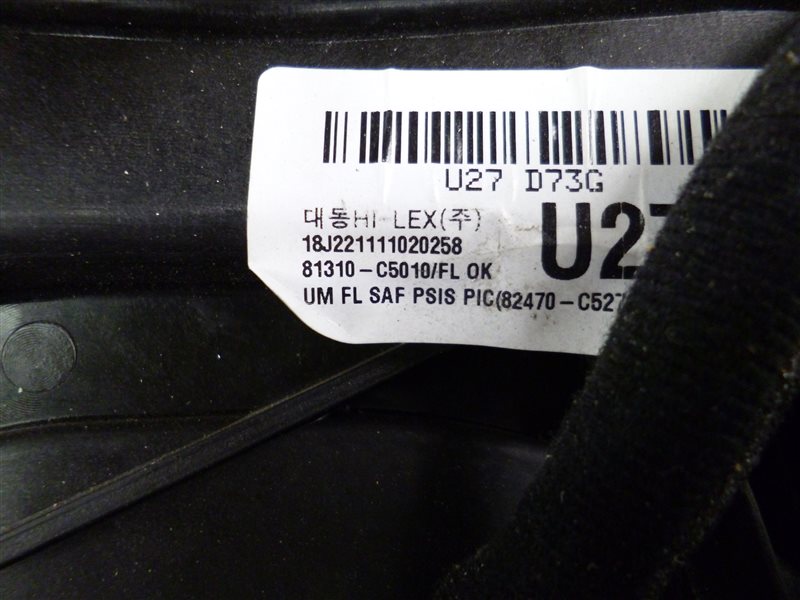 U27 D73G
대동HI-LEX(주)
18J221111020258
81310-C5010/FL OK
UM FL SAF PSIS PIC(82470-C527